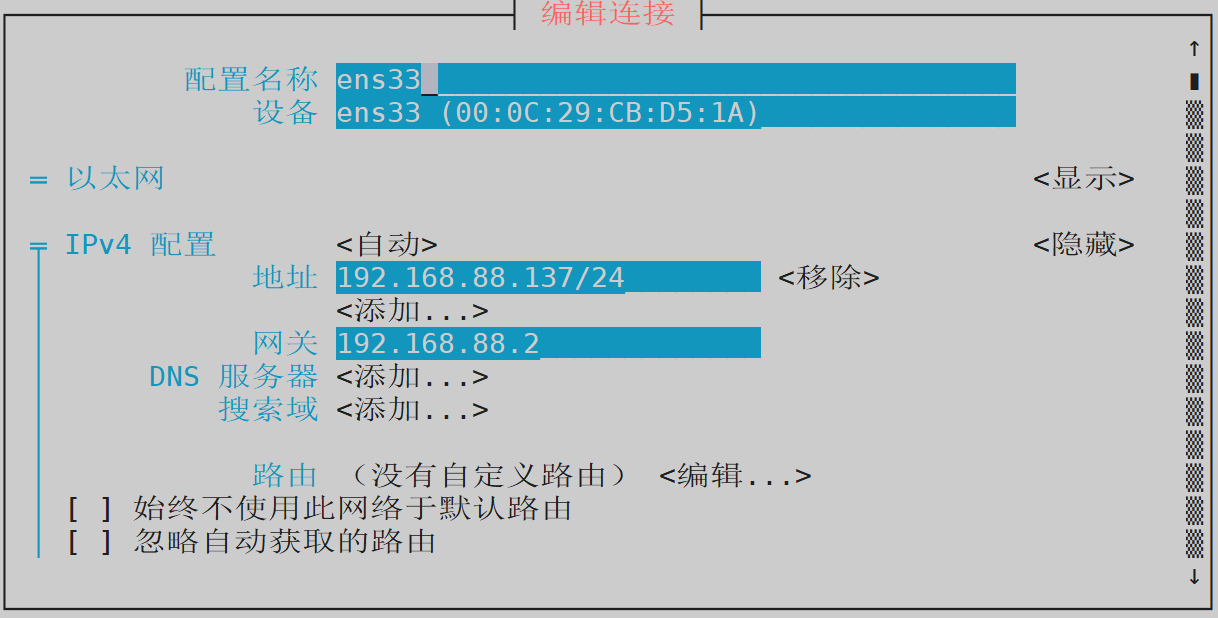 编辑连接
配置名称 ens33
设备 ens33 (00:0C:29:CB:D5:1A)
= 以太网 <显示>
= IPv4 配置 <自动> <隐藏>
地址 192.168.88.137/24 <移除>
<添加...>
网关 192.168.88.2
DNS 服务器 <添加...>
搜索域 <添加...>
路由 （没有自定义路由） <编辑...>
[ ] 始终不使用此网络于默认路由
[ ] 忽略自动获取的路由